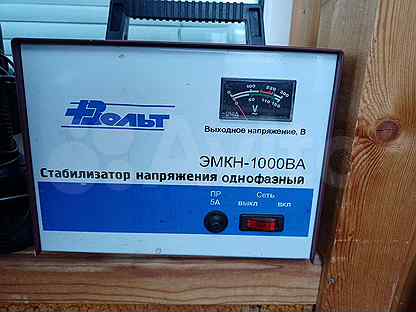 Вольт
V
Выходное напряжение, В
ЭМКН-1000ВА
Стабилизатор напряжения однофазный
ПР Сеть
5А выкл вкл